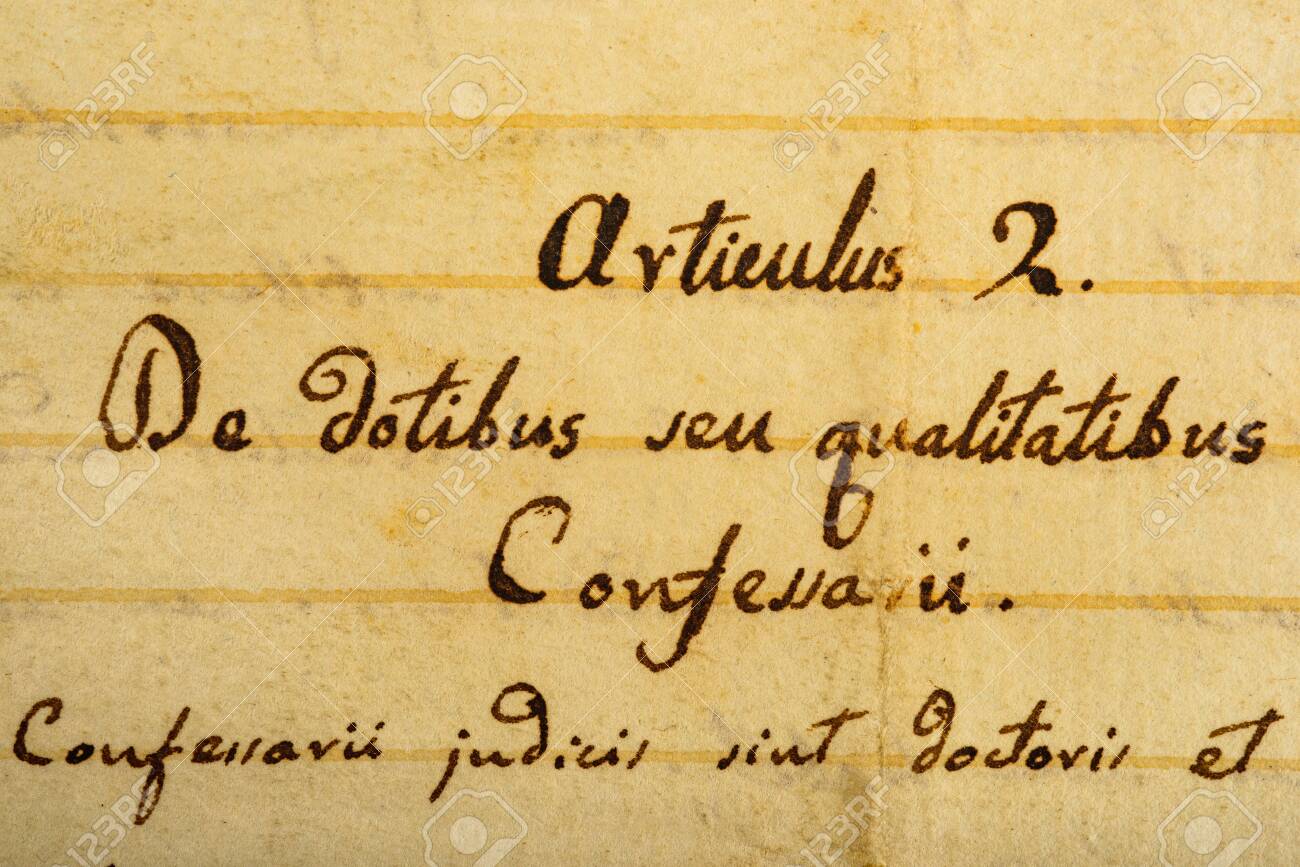 Articulus 2.
De dotibus seu qualitatibus
Confessarii.
Confessarii judicis sint doctoris et